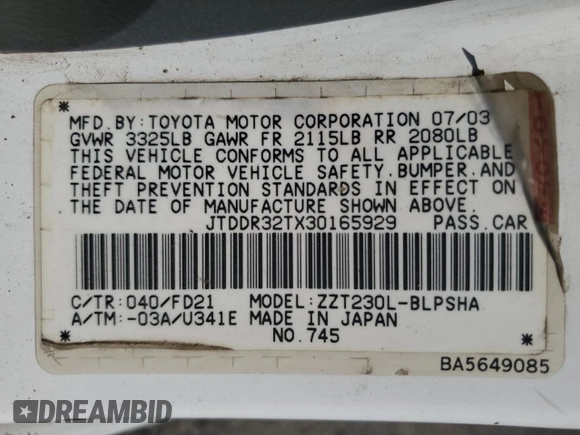 MFD.BY:TOYOTA MOTOR CORPORATION 07/03
GVWR 3325LB GAWR FR 2115LB RR 2080LB
THIS VEHICLE CONFORMS TO ALL APPLICABLE
FEDERAL MOTOR VEHICLE SAFETY.BUMPER.AND
THEFT PREVENTION STANDARDS IN EFFECT ON
THE DATE OF MANUFACTURE SHOWN ABOVE.
JTDDR32TX30165929 PASS.CAR
C/TR:040/FD21 MODEL:ZZT230L-BLPSHA
A/TM:-03A/U341E MADE IN JAPAN
NO.745
BA5649085
DREAMBID